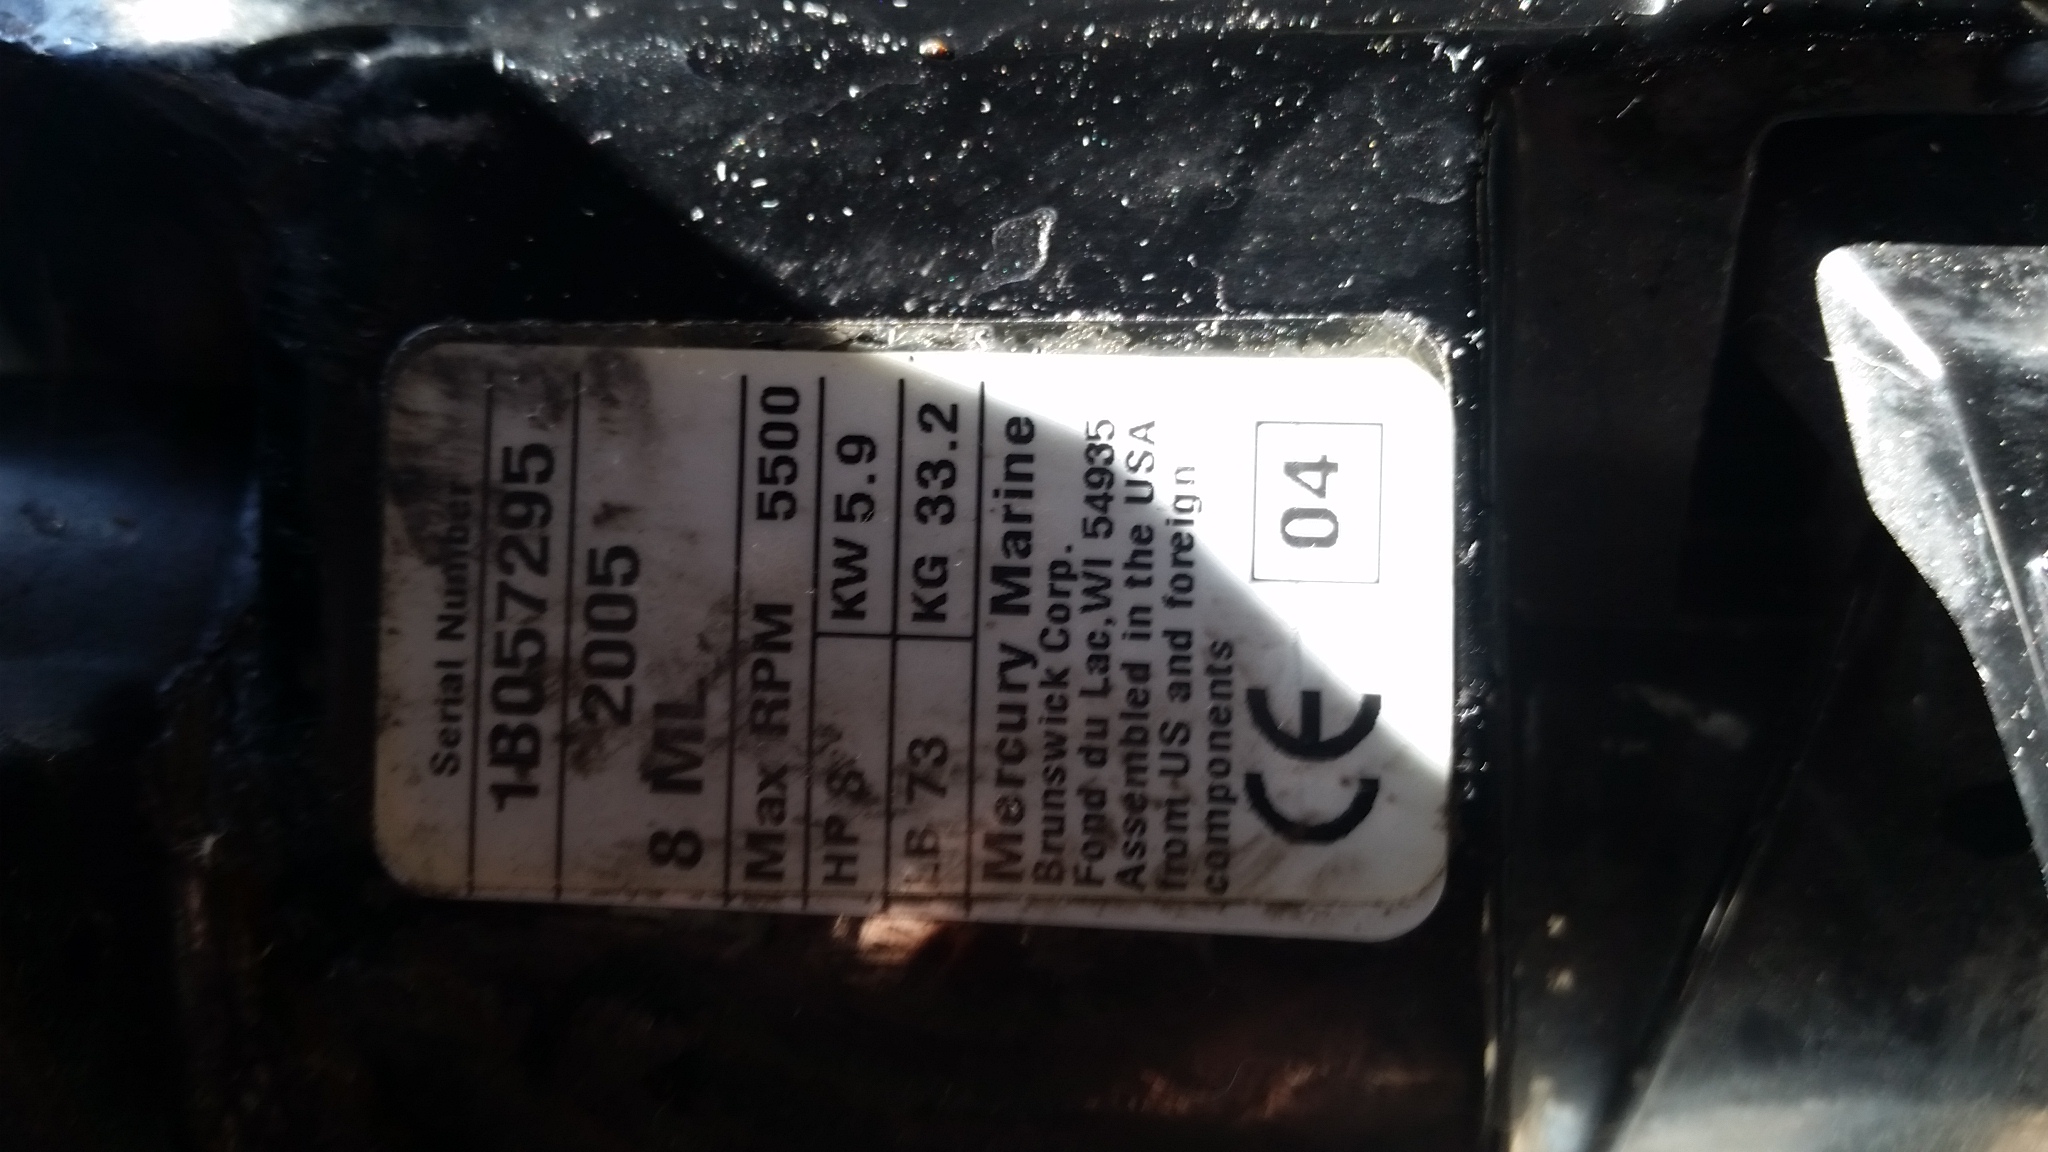 Serial Number
1B057295
2005
8 ML
Max RPM 5500
HP 8 KW 5.9
LB 73 KG 33.2
Mercury Marine
Brunswick Corp.
Fond du Lac, WI 54935
Assembled in the USA
from US and foreign
components
CE 04